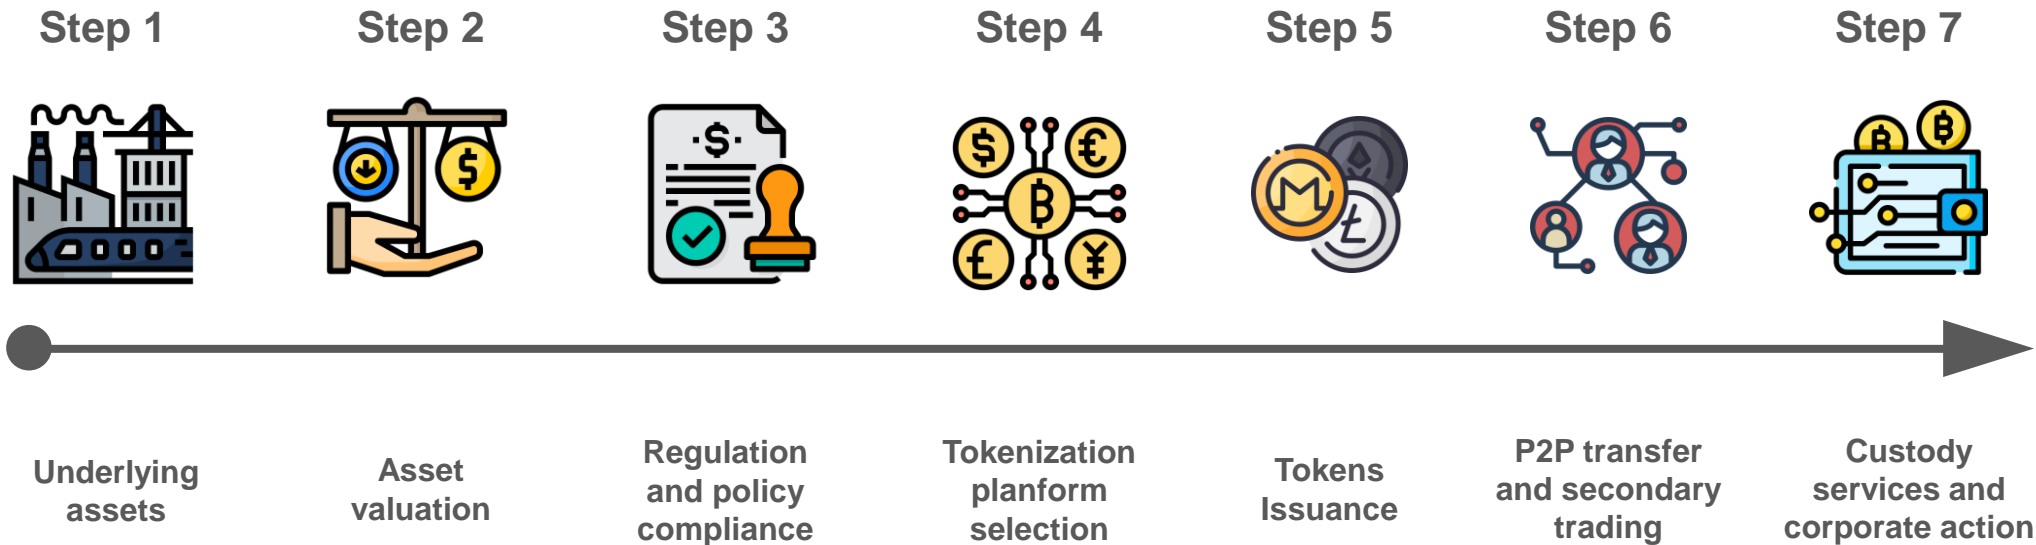 Step 1
Step 2
Step 3
Step 4
Step 5
Step 6
Step 7
Underlying
assets
Asset
valuation
Regulation
and policy
compliance
Tokenization
planform
selection
Tokens
Issuance
P2P transfer
and secondary
trading
Custody
services and
corporate action